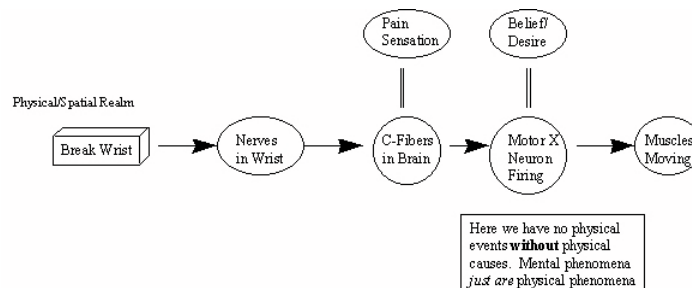 Pain
Sensation
Belief/
Desire
Physical/Spatial Realm
Break Wrist
Nerves
in Wrist
C-Fibers
in Brain
Motor X
Neuron
Firing
Muscles
Moving
Here we have no physical
events without physical
causes. Mental phenomena
just are physical phenomena